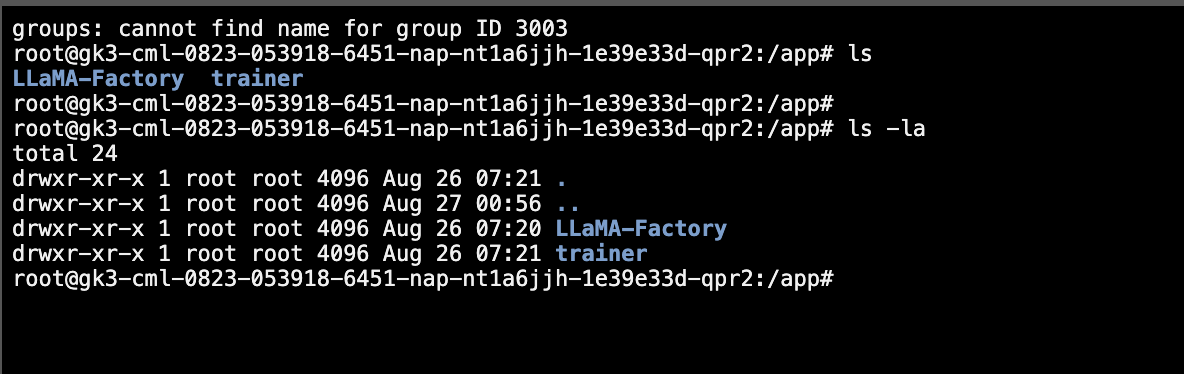 groups: cannot find name for group ID 3003
root@gk3-cml-0823-053918-6451-nap-nt1a6jjh-1e39e33d-qpr2:/app# ls
LLaMA-Factory  trainer
root@gk3-cml-0823-053918-6451-nap-nt1a6jjh-1e39e33d-qpr2:/app#
root@gk3-cml-0823-053918-6451-nap-nt1a6jjh-1e39e33d-qpr2:/app# ls -la
total 24
drwxr-xr-x 1 root root 4096 Aug 26 07:21 .
drwxr-xr-x 1 root root 4096 Aug 27 00:56 ..
drwxr-xr-x 1 root root 4096 Aug 26 07:20 LLaMA-Factory
drwxr-xr-x 1 root root 4096 Aug 26 07:21 trainer
root@gk3-cml-0823-053918-6451-nap-nt1a6jjh-1e39e33d-qpr2:/app#